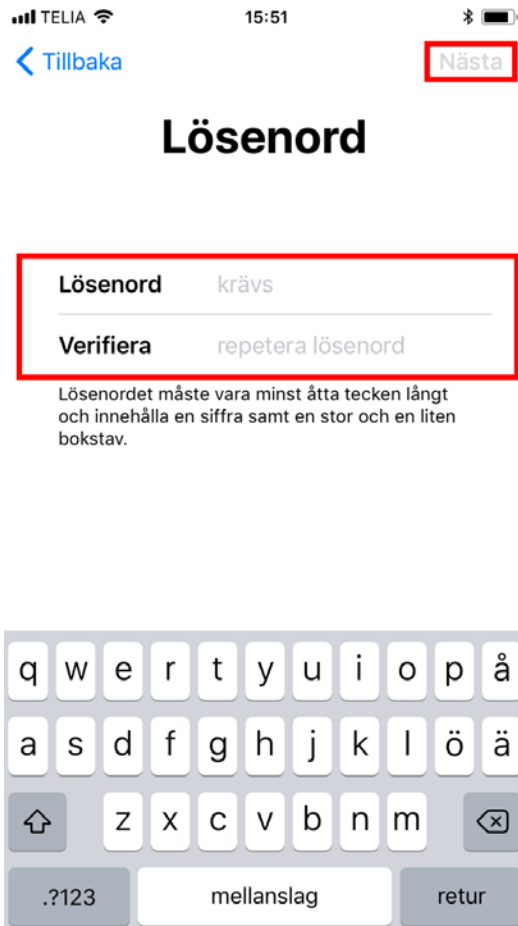 TELIA 15:51
Tillbaka Nästa
Lösenord
Lösenord krävs
Verifiera repetera lösenord
Lösenordet måste vara minst åtta tecken långt
och innehålla en siffra samt en stor och en liten
bokstav.
q w e r t y u i o p å
a s d f g h j k l ö ä
z x c v b n m
.?123 mellanslag retur